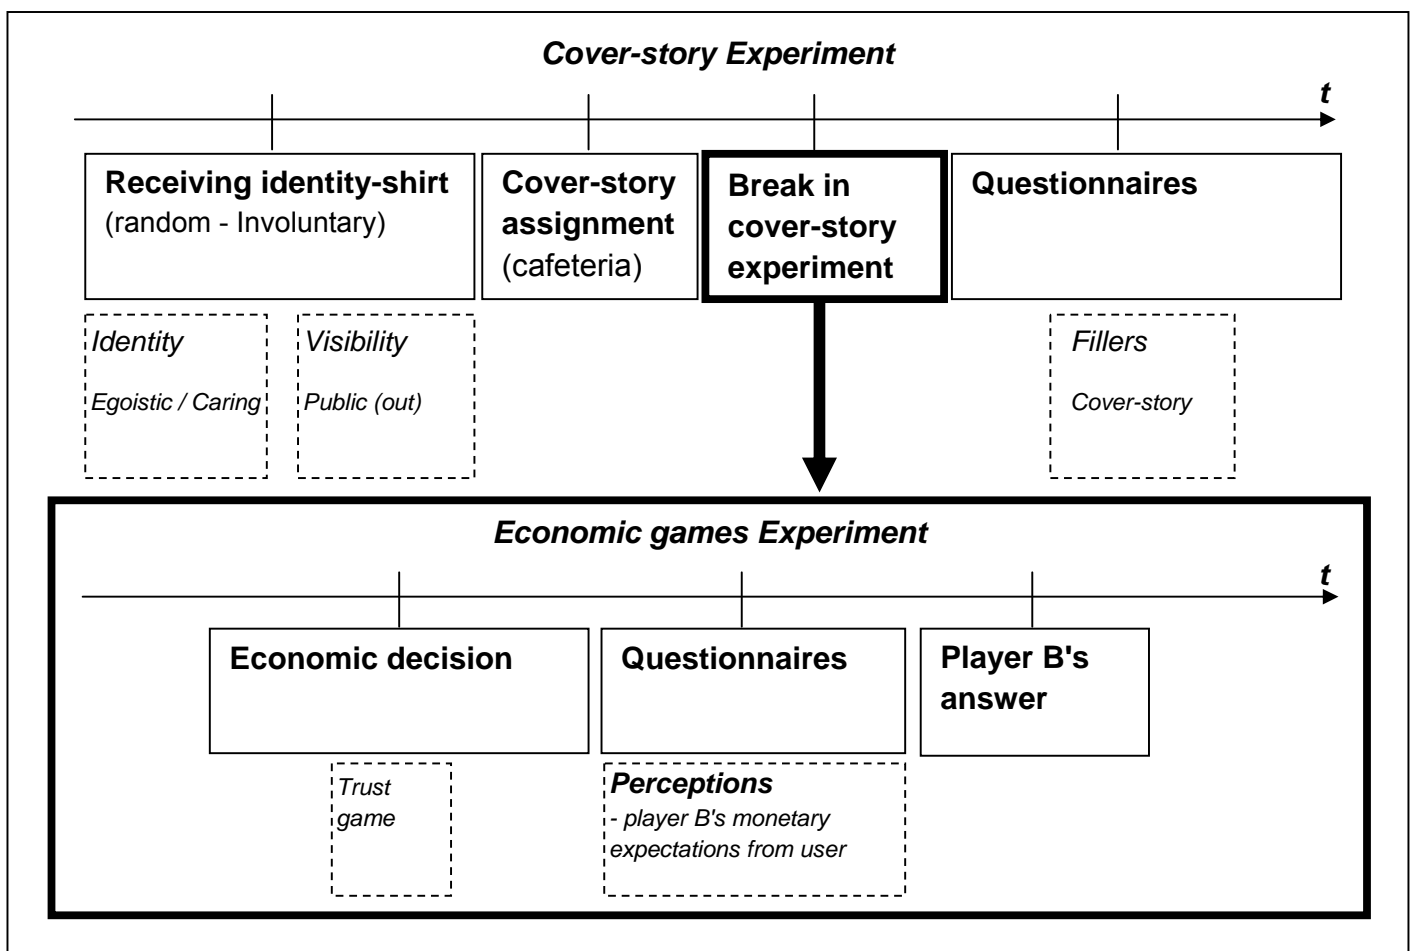 Cover-story Experiment
t
Receiving identity-shirt
(random - Involuntary)
Cover-story
assignment
(cafeteria)
Break in
cover-story
experiment
Questionnaires
Identity
Egoistic / Caring
Visibility
Public (out)
Fillers
Cover-story
Economic games Experiment
t
Economic decision
Questionnaires
Player B's
answer
Trust
game
Perceptions
- player B's monetary
expectations from user